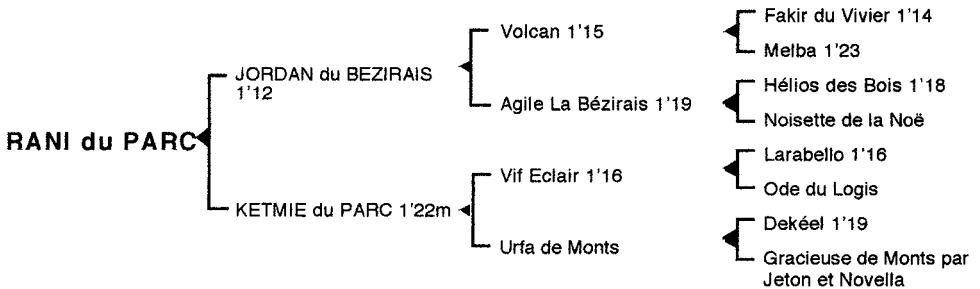 Fakir du Vivier 1'14
Volcan 1'15
Melba 1'23
JORDAN du BEZIRAIS
1'12
Hélios des Bois 1'18
Agile La Bézirais 1'19
Noisette de la Noë
RANI du PARC
Larabello 1'16
Vif Eclair 1'16
Ode du Logis
KETMIE du PARC 1'22m
Dekéel 1'19
Urfa de Monts
Gracieuse de Monts par
Jeton et Novella